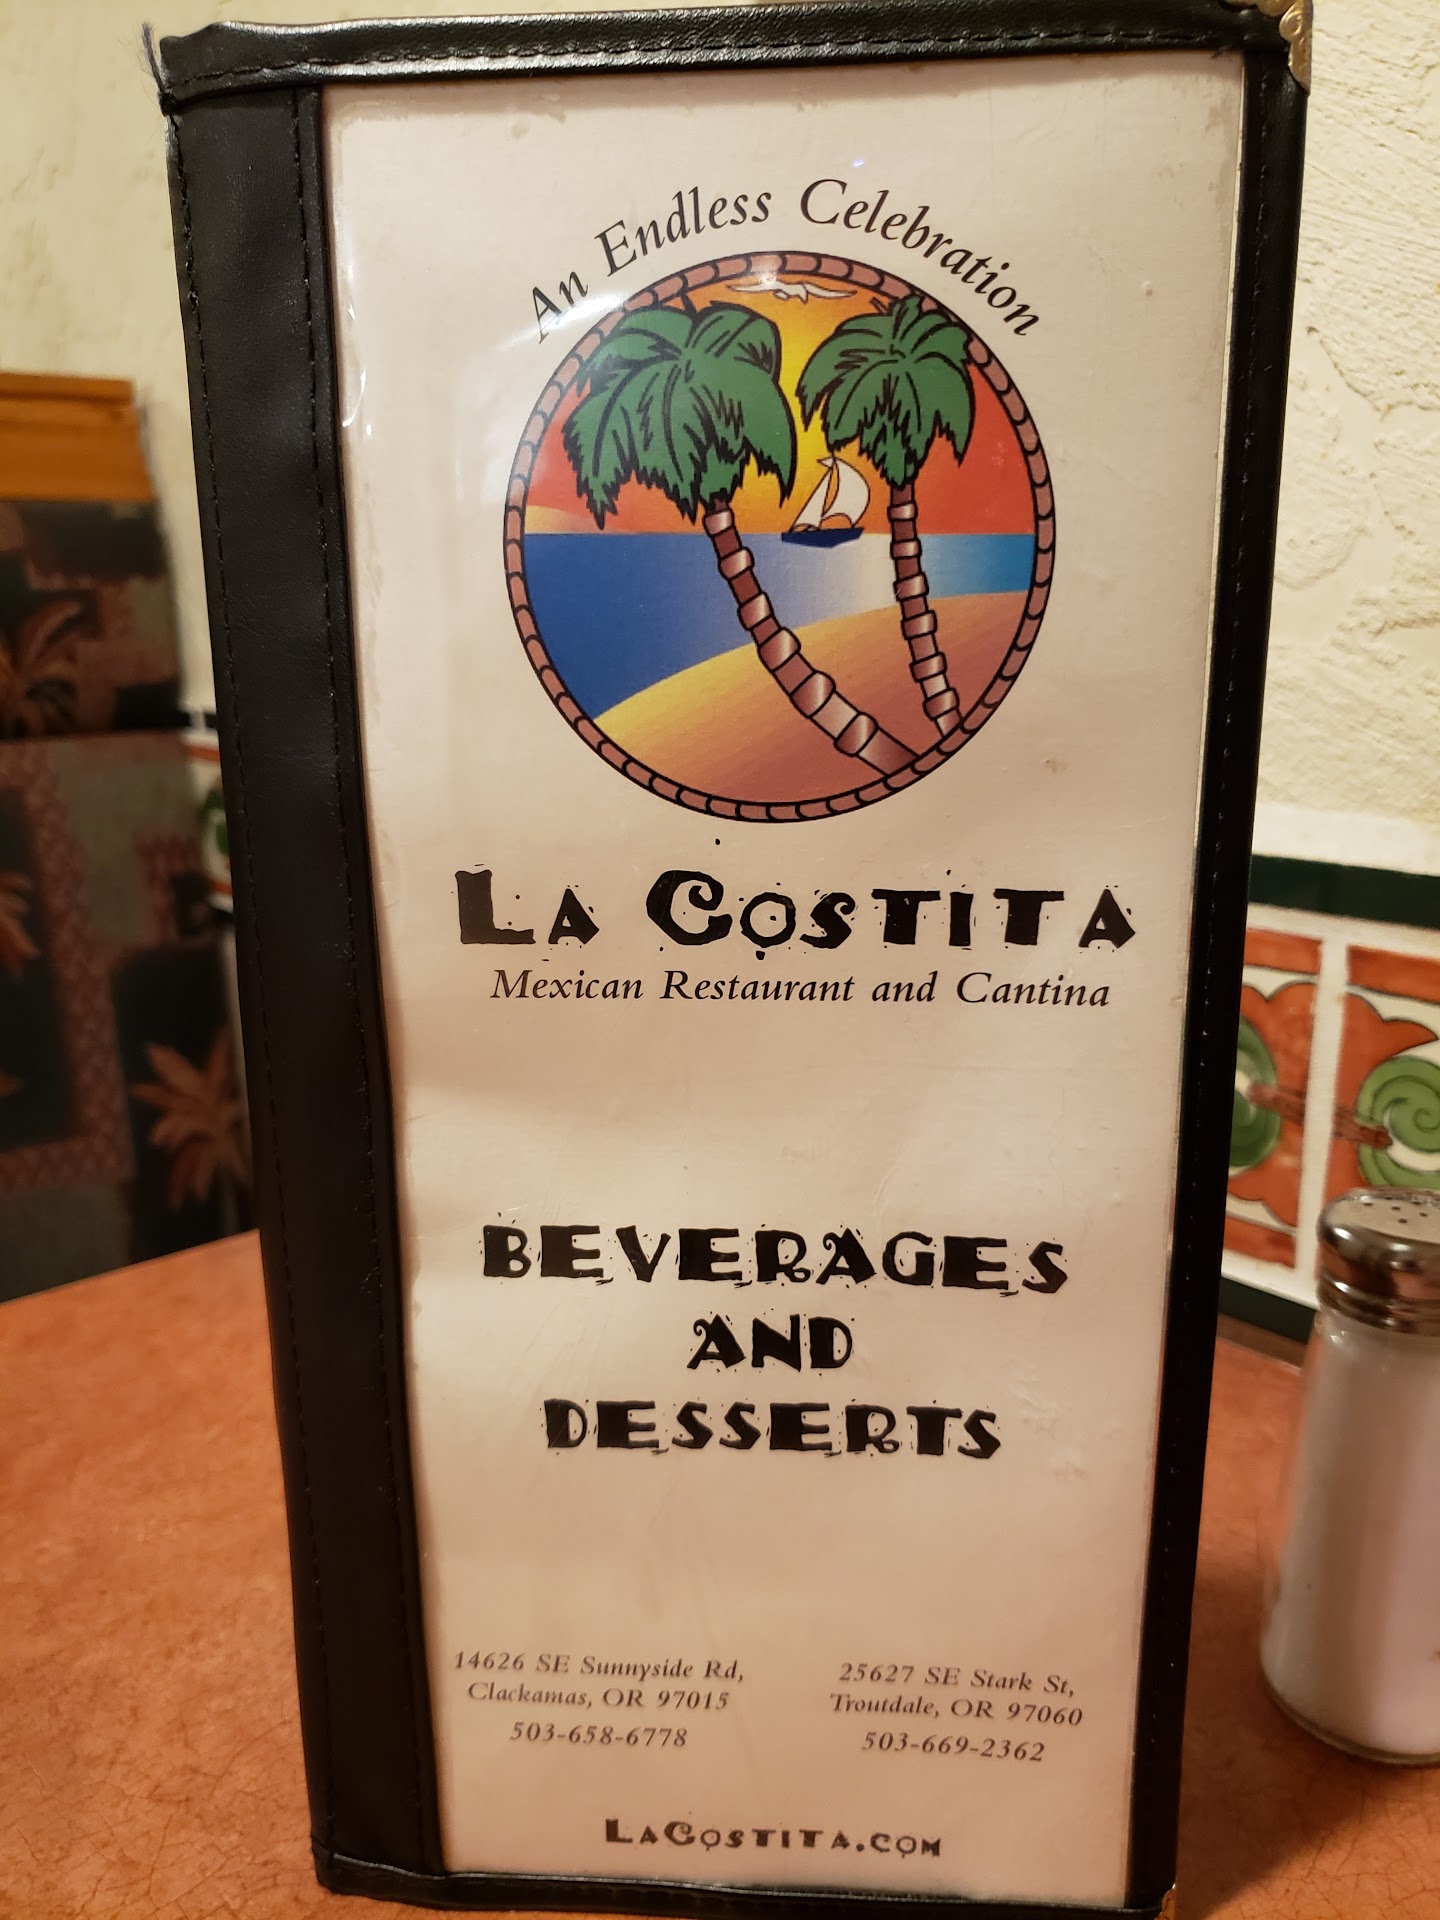 An Endless Celebration
La Costita
Mexican Restaurant and Cantina
Beverages
and
Desserts
14626 SE Sunnyside Rd,
Clackamas, OR 97015
503-658-6778
25627 SE Stark St,
Troutdale, OR 97060
503-669-2362
LaCostita.com